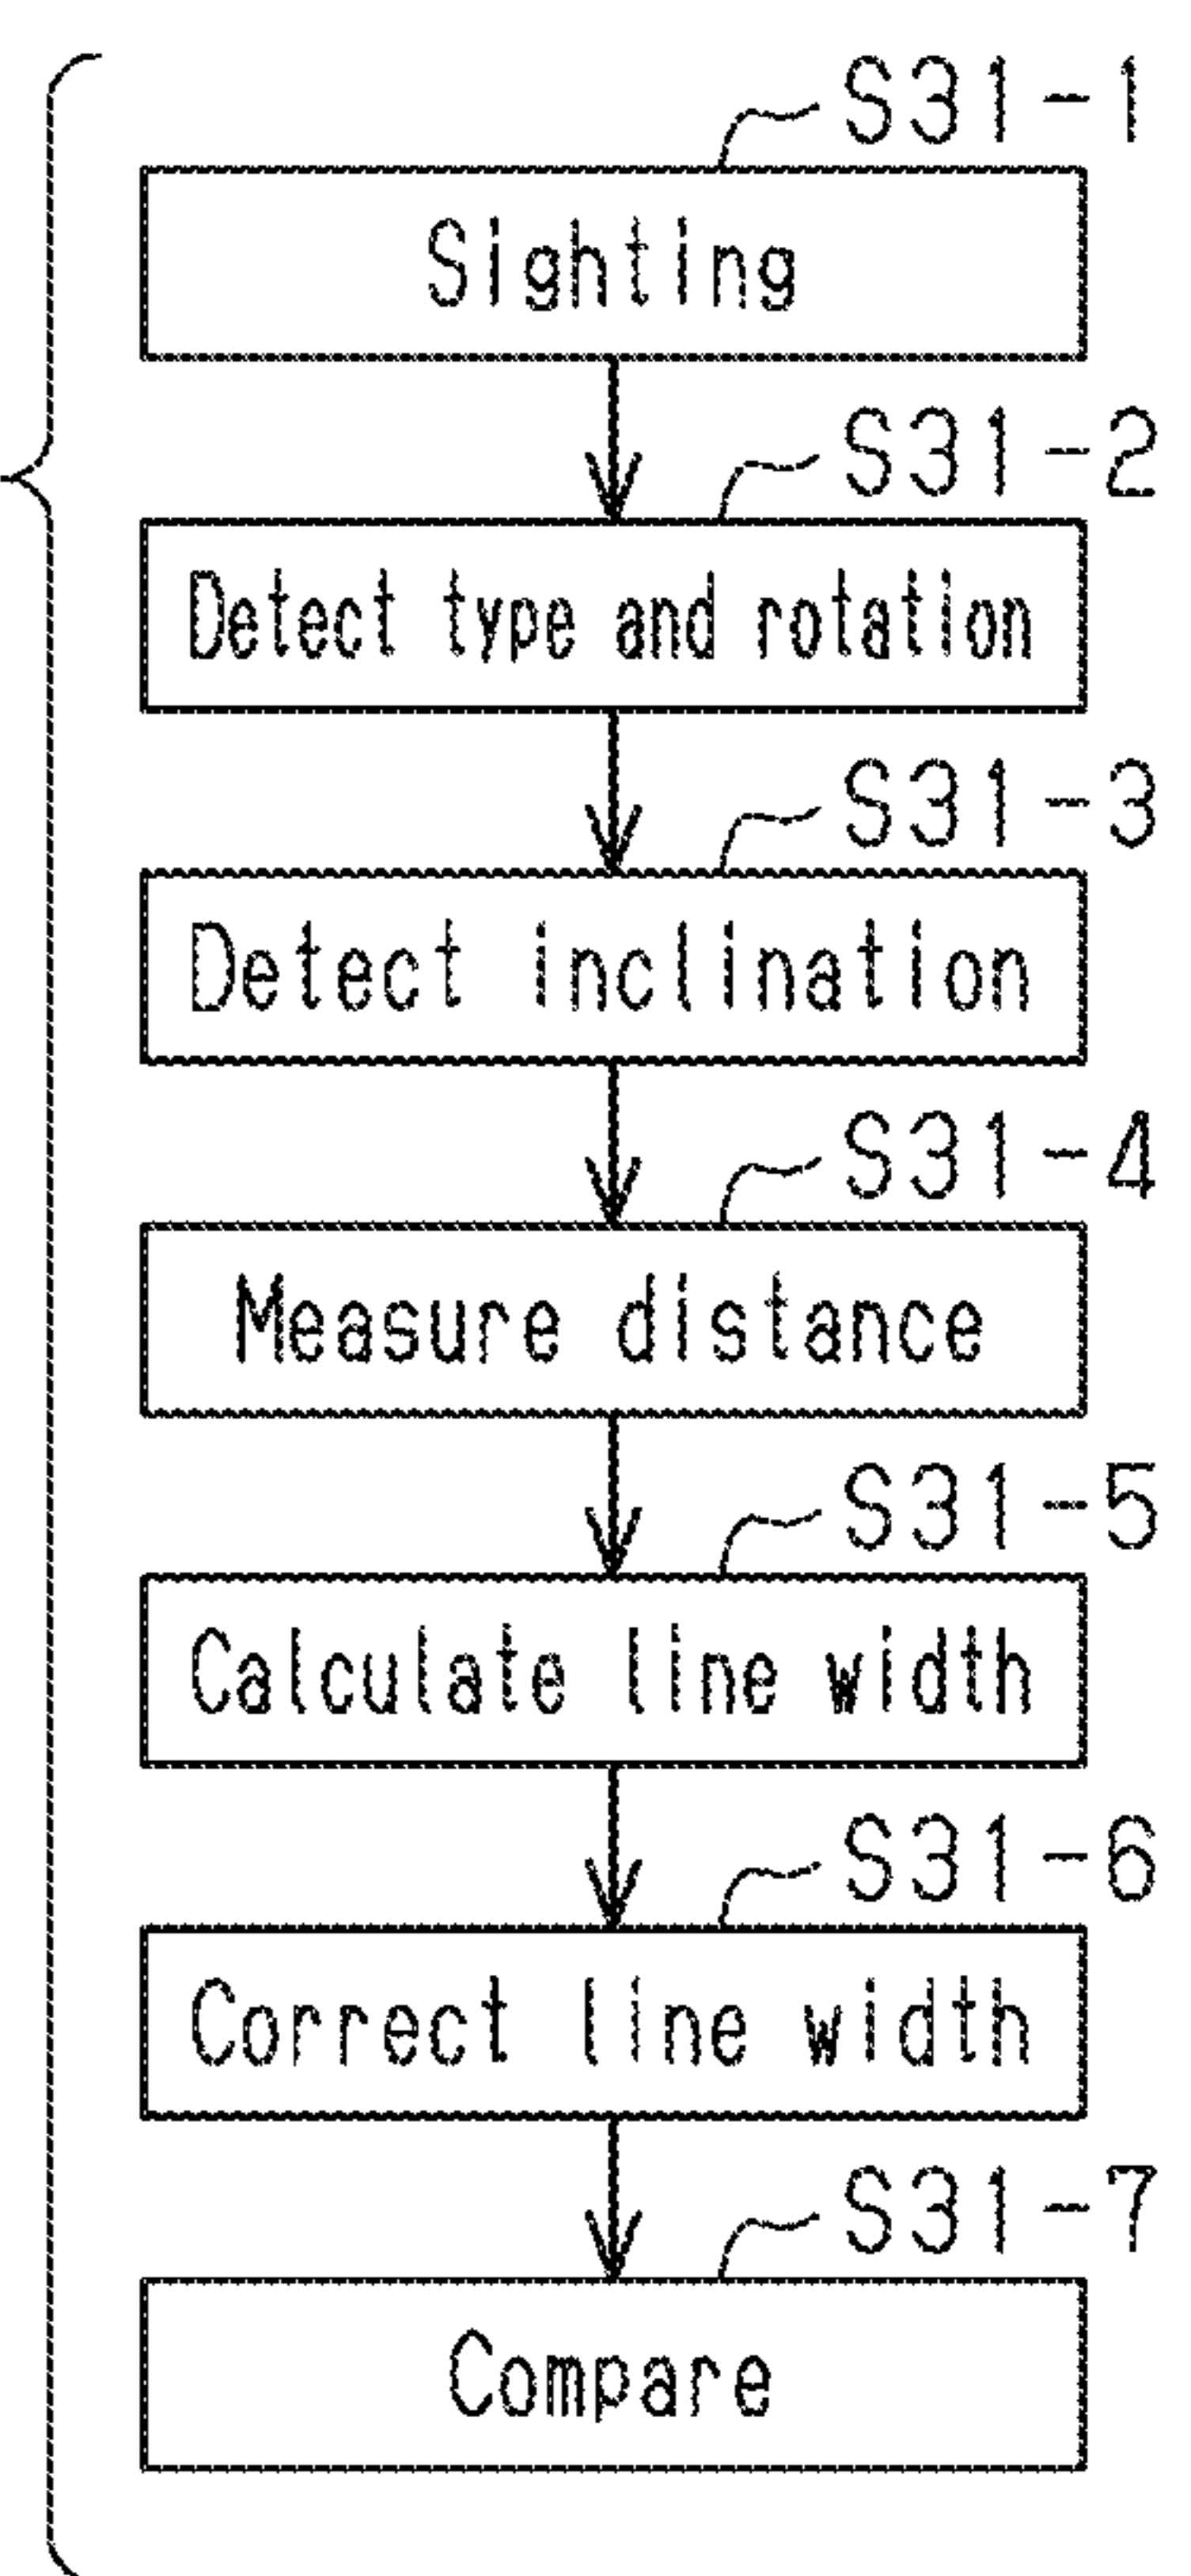 S31-1
Sighting
S31-2
Detect type and rotation
S31-3
Detect inclination
S31-4
Measure distance
S31-5
Calculate line width
S31-6
Correct line width
S31-7
Compare